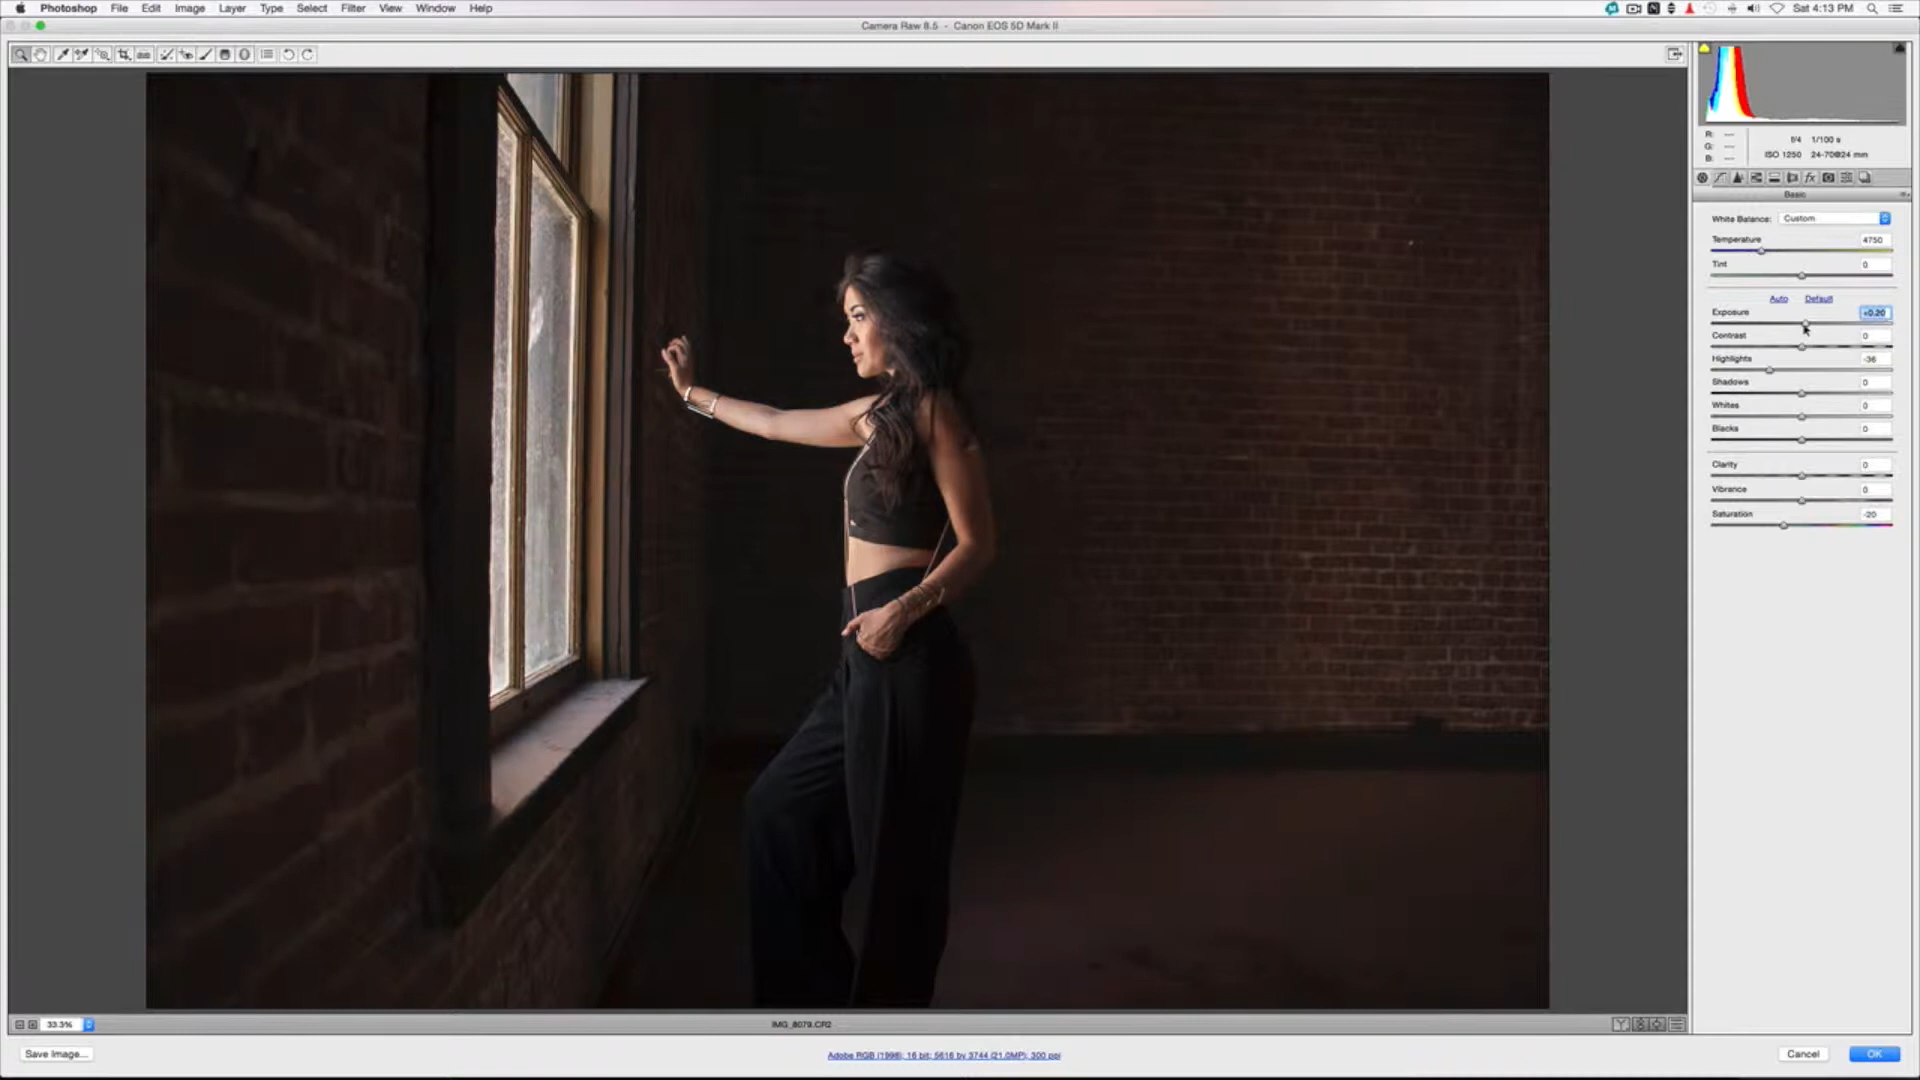 Photoshop File Edit Image Layer Type Select Filter View Window Help
Sat 4:13 PM
Camera Raw 8.5 - Canon EOS 5D Mark II
R: ---
G: ---
B: ---
f/4 1/100 s
ISO 1250 24-70@24 mm
Basic
White Balance: Custom
Temperature 4750
Tint 0
Auto Default
Exposure +0.20
Contrast 0
Highlights -36
Shadows 0
Whites 0
Blacks 0
Clarity 0
Vibrance 0
Saturation -20
33.3%
IMG_8079.CR2
Save Image...
Adobe RGB (1998); 16 bit; 5616 by 3744 (21.0MP); 300 ppi
Cancel OK